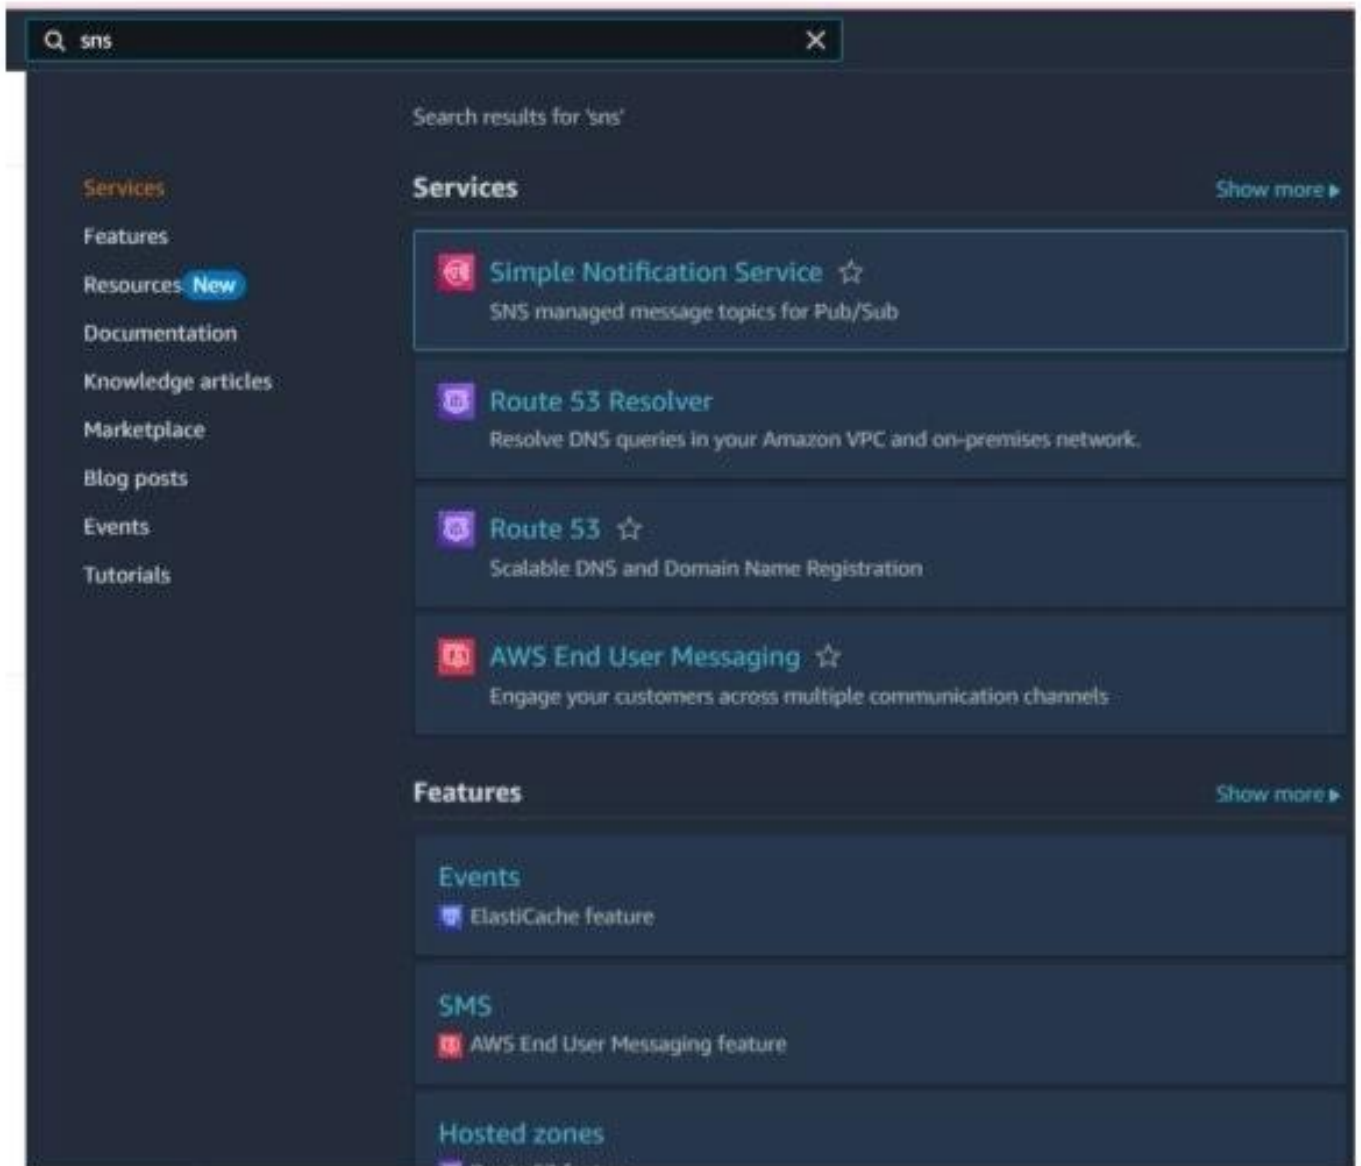 sns
Search results for 'sns'
Services
Features
Resources New
Documentation
Knowledge articles
Marketplace
Blog posts
Events
Tutorials
Services
Show more
Simple Notification Service
SNS managed message topics for Pub/Sub
Route 53 Resolver
Resolve DNS queries in your Amazon VPC and on-premises network.
Route 53
Scalable DNS and Domain Name Registration
AWS End User Messaging
Engage your customers across multiple communication channels
Features
Show more
Events
ElastiCache feature
SMS
AWS End User Messaging feature
Hosted zones